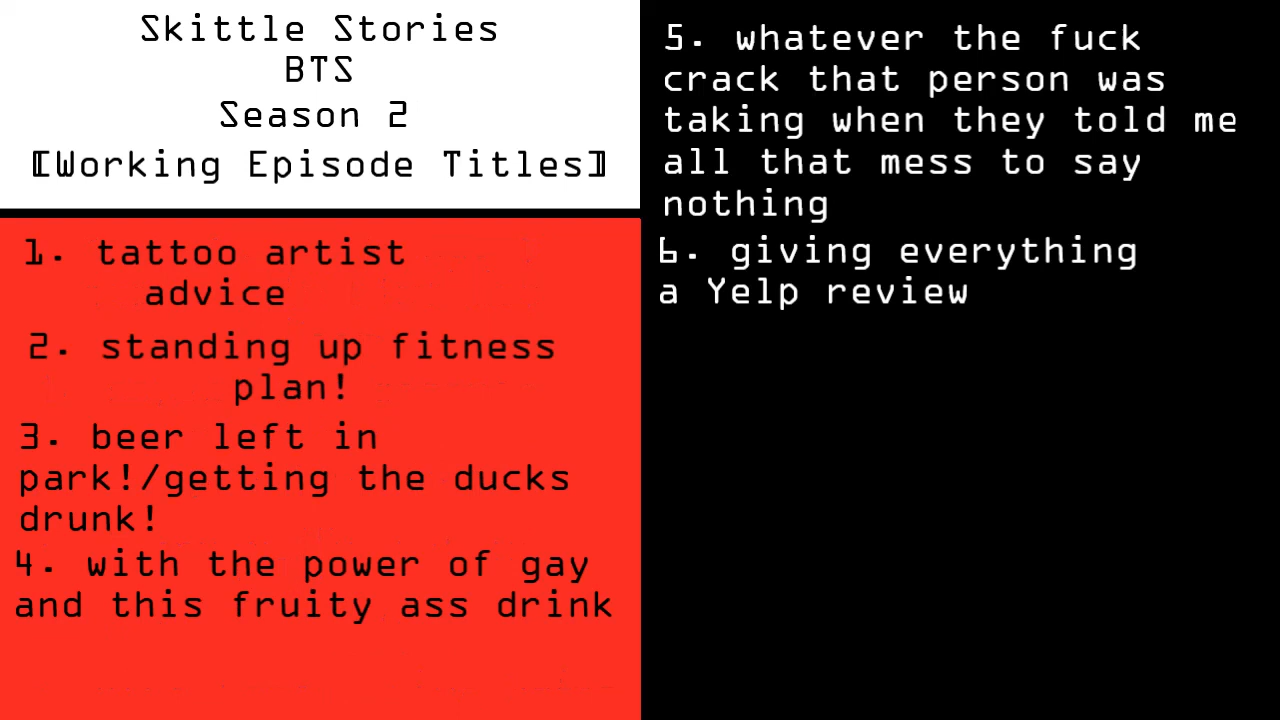 Skittle Stories
BTS
Season 2
[Working Episode Titles]
1. tattoo artist
advice
2. standing up fitness
plan!
3. beer left in
park!/getting the ducks
drunk!
4. with the power of gay
and this fruity ass drink
5. whatever the fuck
crack that person was
taking when they told me
all that mess to say
nothing
6. giving everything
a Yelp review